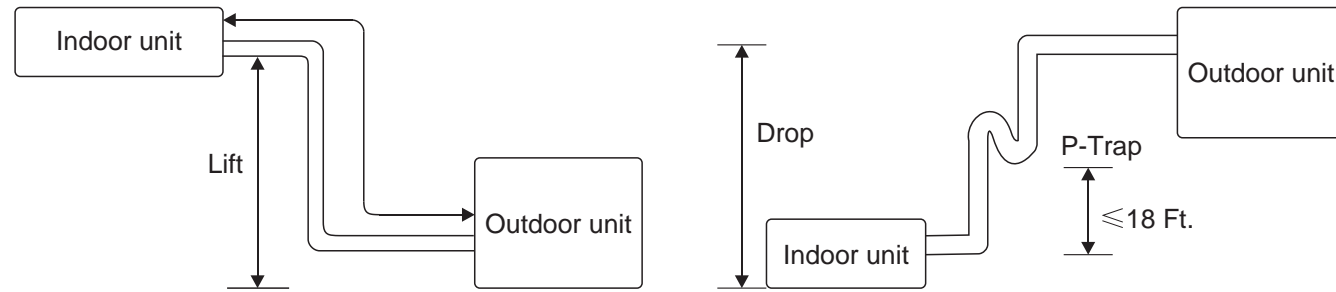 Indoor unit
Lift
Outdoor unit
Drop
Indoor unit
P-Trap
≤18 Ft.
Outdoor unit